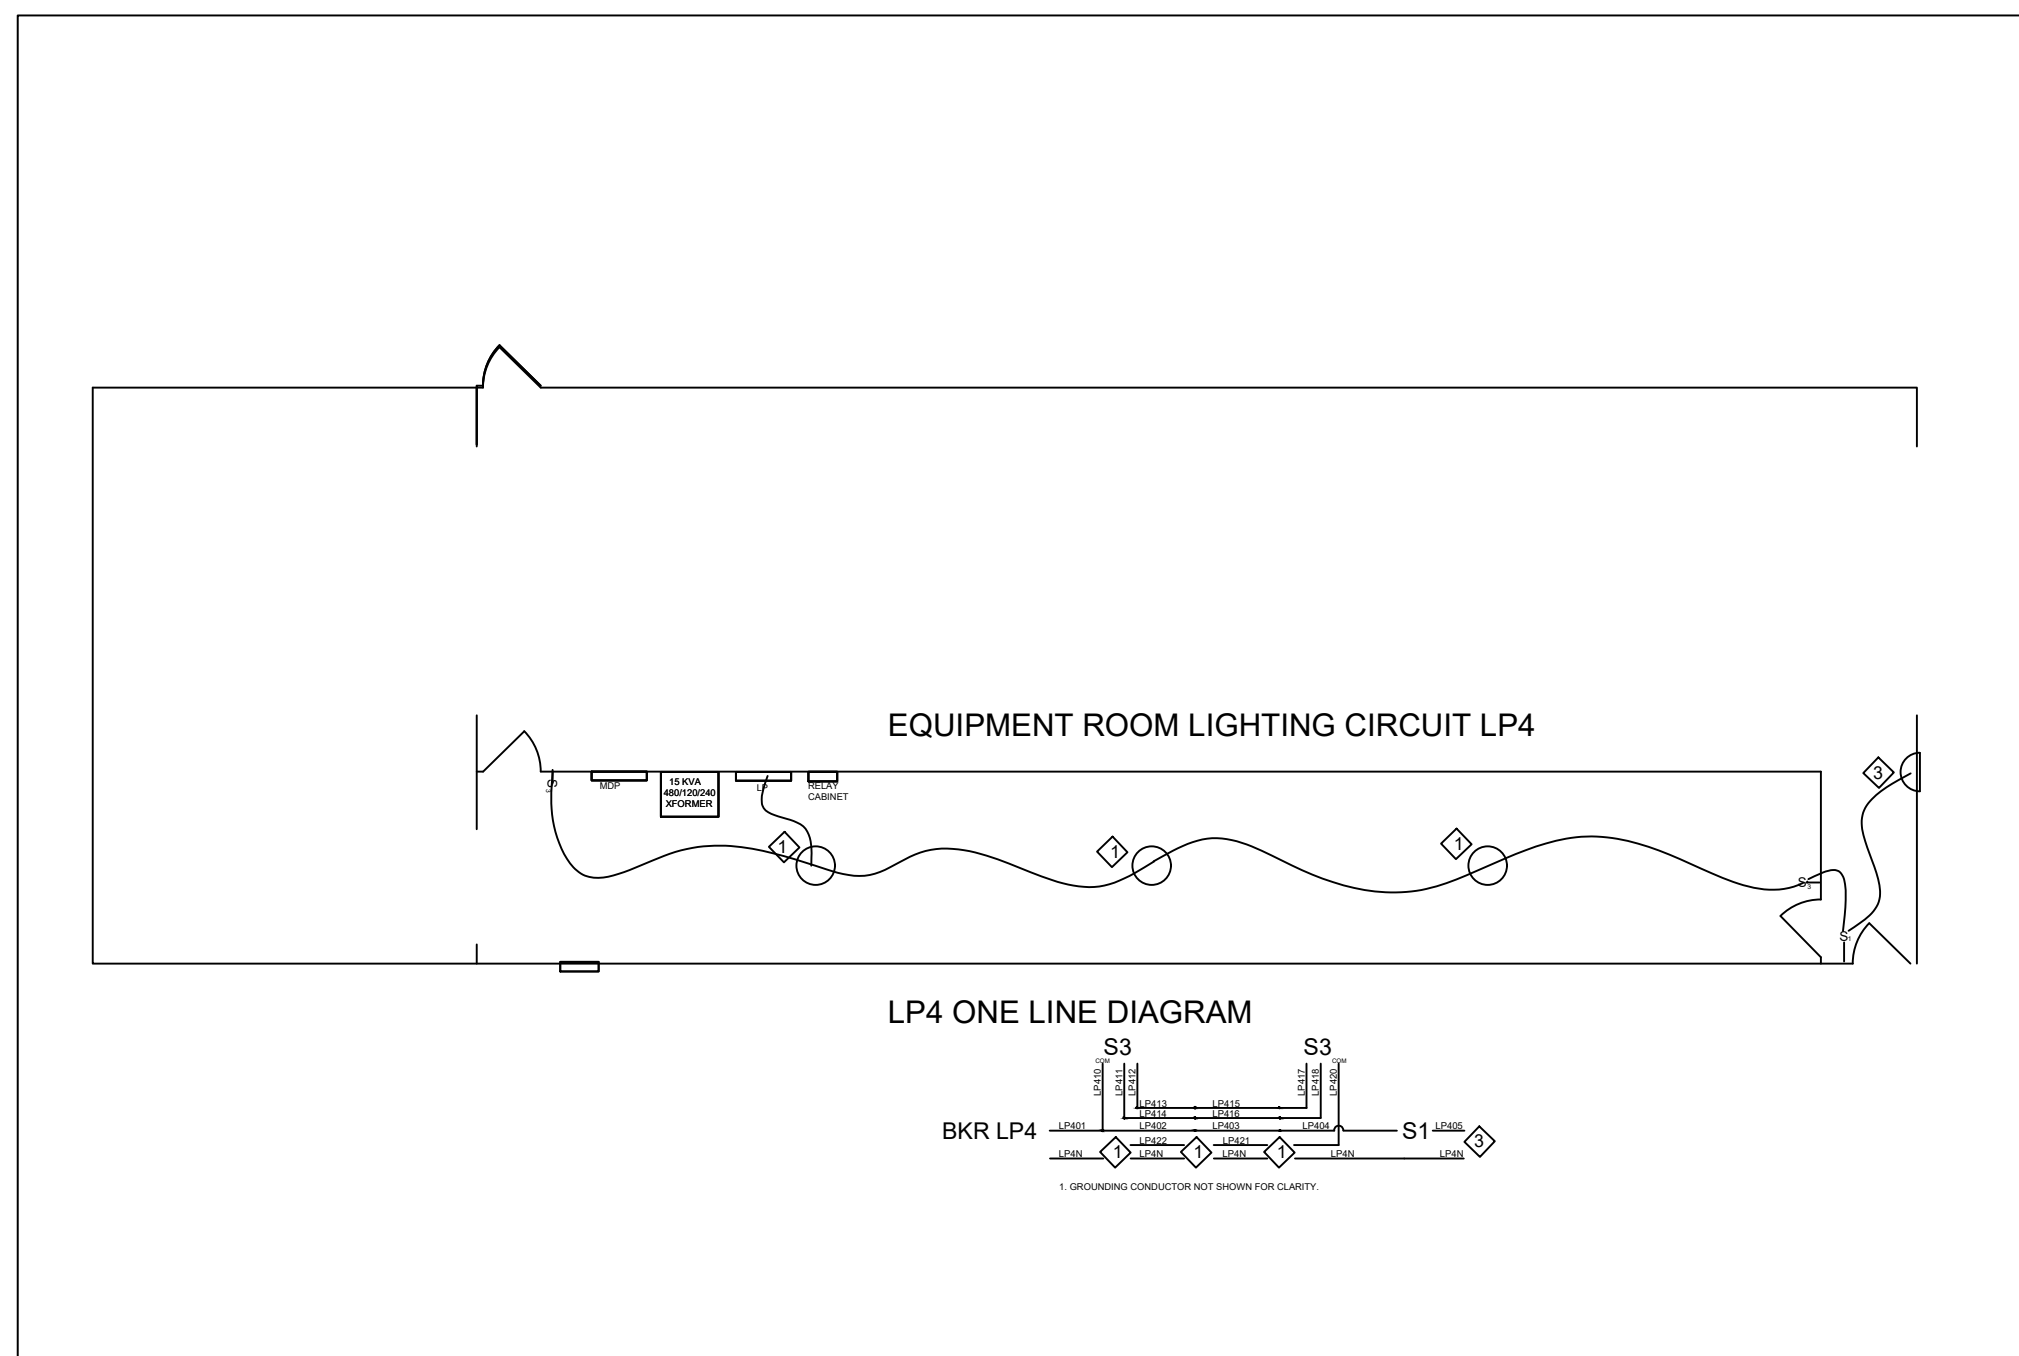 EQUIPMENT ROOM LIGHTING CIRCUIT LP4
3
S3
MDP
15 KVA
480/120/240
XFORMER
LP
RELAY
CABINET
1
1
1
S3
S1
LP4 ONE LINE DIAGRAM
S3 S3
COM COM
LP410 LP411 LP412 LP417 LP418 LP420
LP413 LP415
LP414 LP416
BKR LP4 LP401 LP402 LP403 LP404 S1 LP405
LP422 LP421
1 1 1 3
LP4N LP4N LP4N LP4N LP4N
1. GROUNDING CONDUCTOR NOT SHOWN FOR CLARITY.